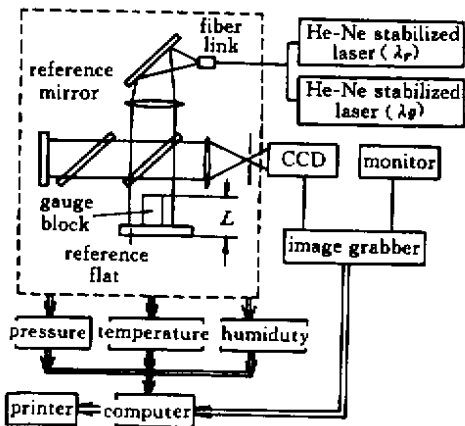 fiber
link
He-Ne stabilized
laser (λr)
He-Ne stabilized
laser (λg)
reference
mirror
CCD
monitor
gauge
block
L
reference
flat
image grabber
pressure
temperature
humiduty
printer
computer